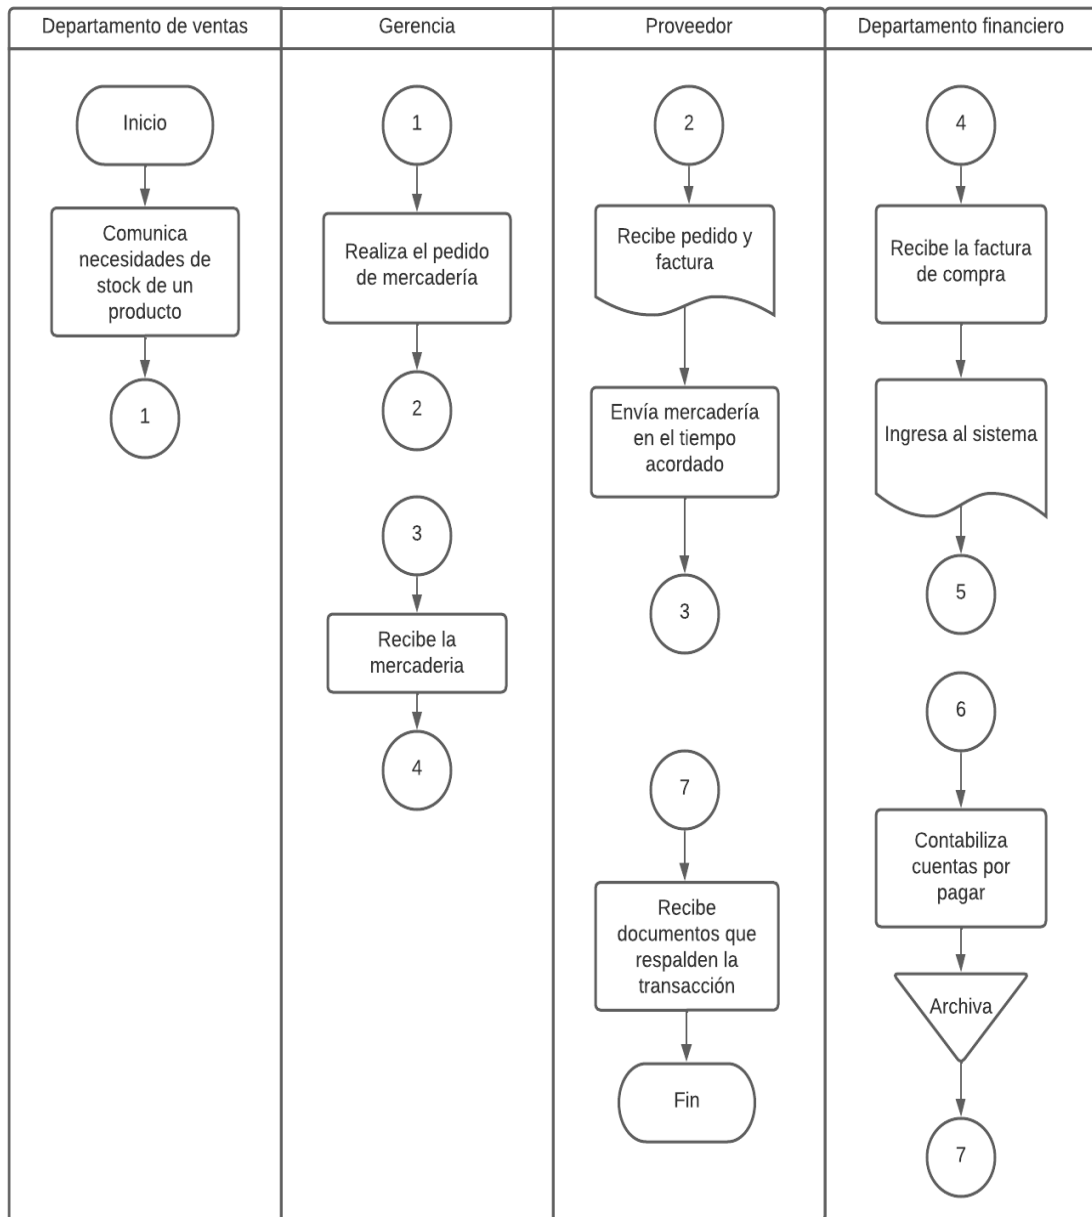 Departamento de ventas
Gerencia
Proveedor
Departamento financiero
Inicio
Comunica
necesidades de
stock de un
producto
1
1
Realiza el pedido
de mercadería
2
3
Recibe la
mercaderia
4
2
Recibe pedido y
factura
Envía mercadería
en el tiempo
acordado
3
7
Recibe
documentos que
respalden la
transacción
Fin
4
Recibe la factura
de compra
Ingresa al sistema
5
6
Contabiliza
cuentas por
pagar
Archiva
7